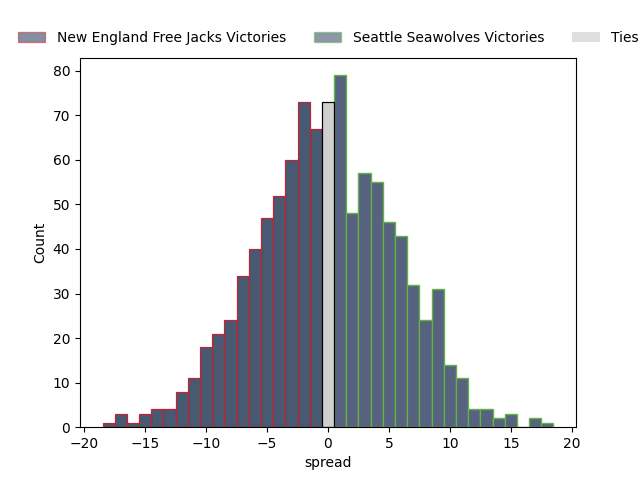 New England Free Jacks Victories Seattle Seawolves Victories Ties
80
70
60
50
40
30
20
10
0
Count
−20 −15 −10 −5 0 5 10 15 20
spread